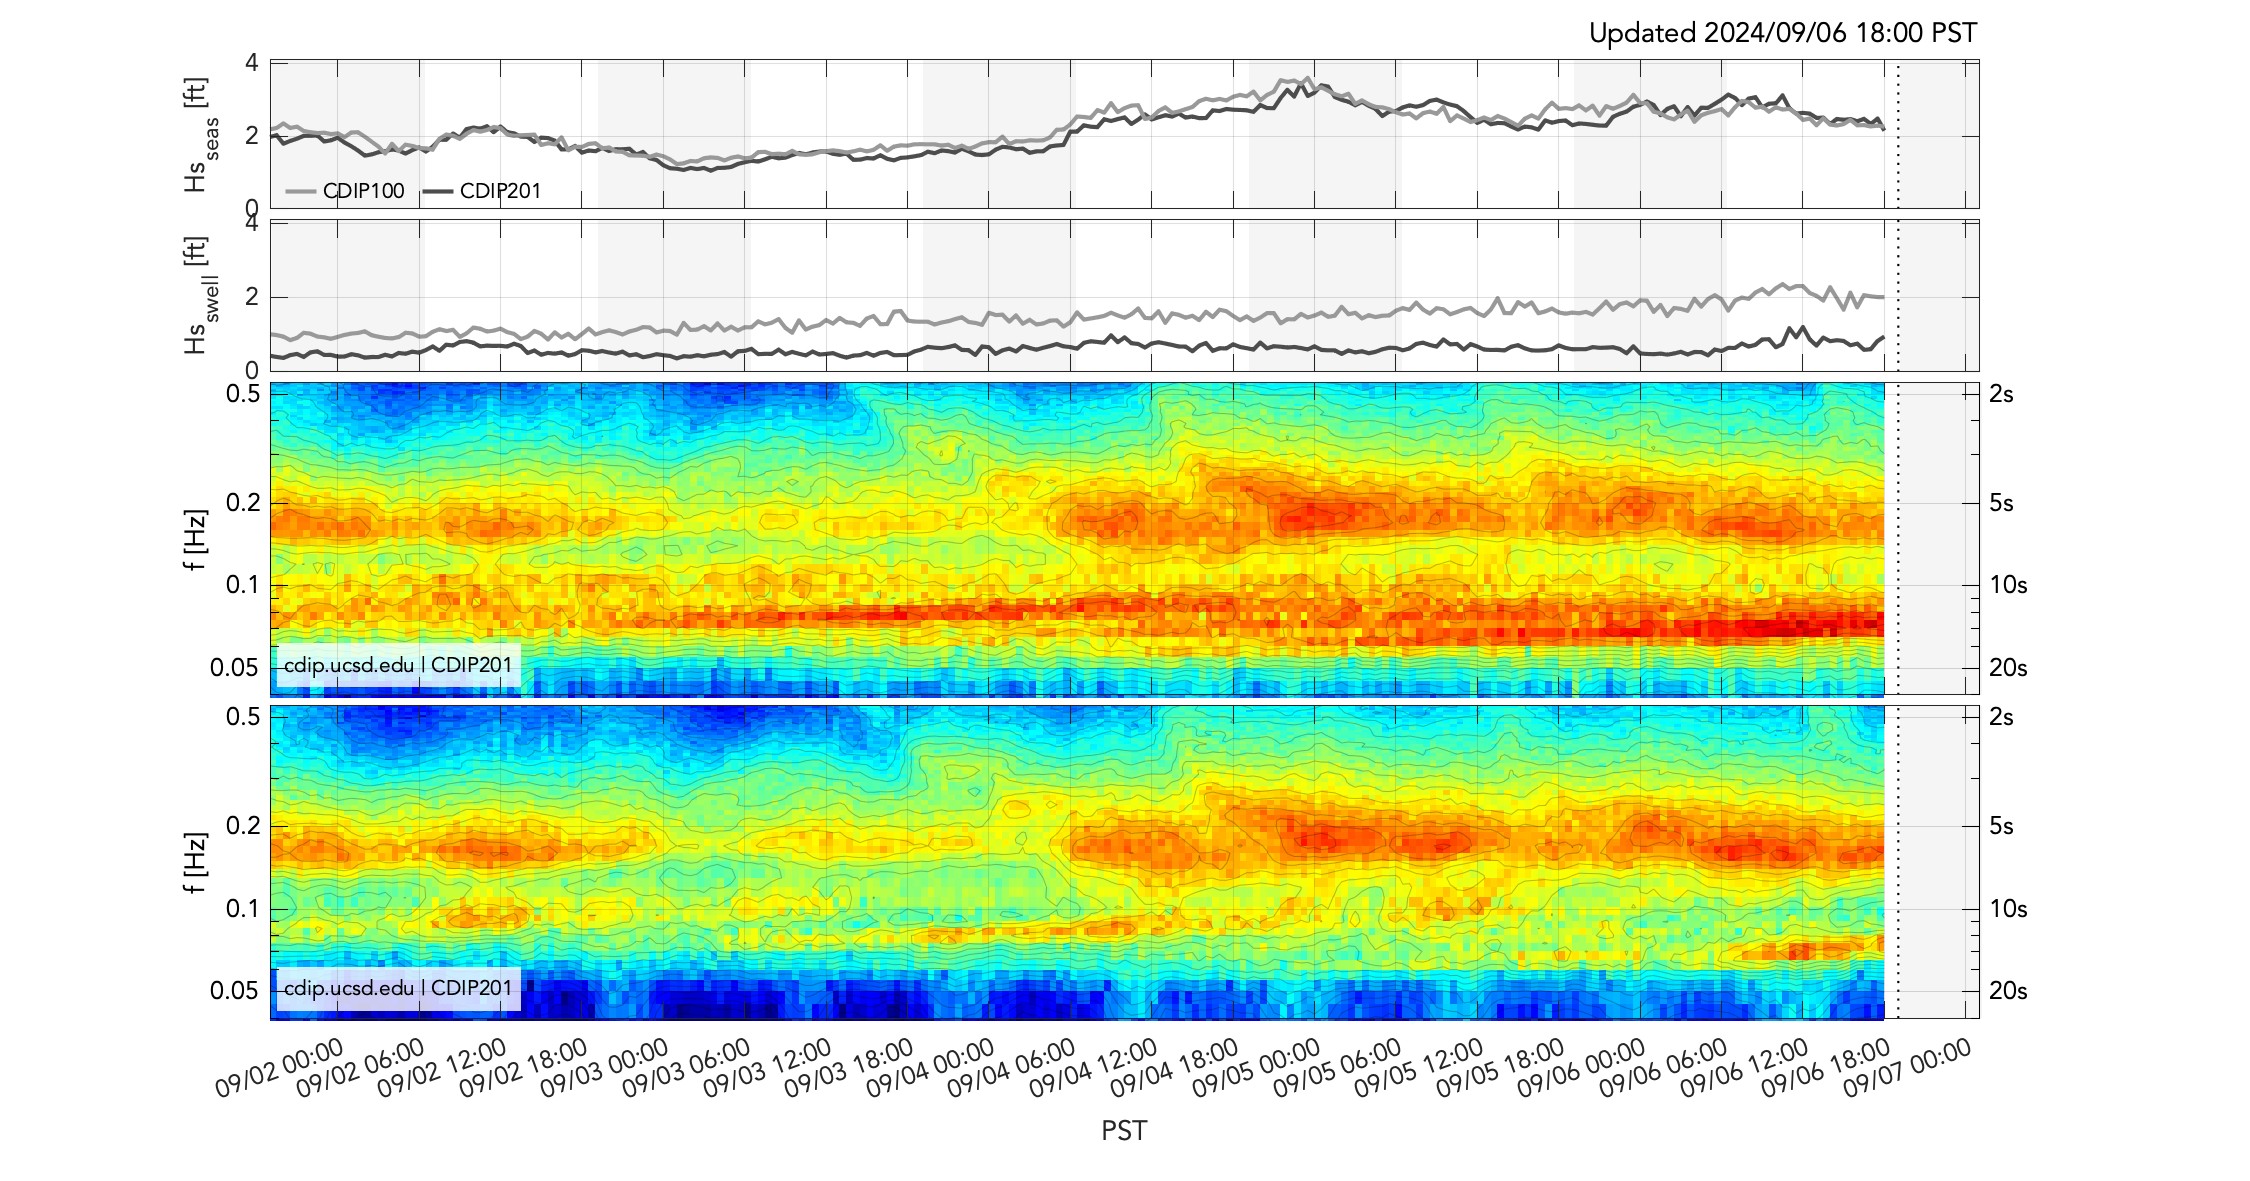 Updated 2024/09/06 18:00 PST
4
2
0
Hs seas [ft]
CDIP100 CDIP201
4
2
0
Hs swell [ft]
0.5
0.2
0.1
0.05
f [Hz]
2s
5s
10s
20s
cdip.ucsd.edu | CDIP201
0.5
0.2
0.1
0.05
f [Hz]
2s
5s
10s
20s
cdip.ucsd.edu | CDIP201
09/02 00:00
09/02 06:00
09/02 12:00
09/02 18:00
09/03 00:00
09/03 06:00
09/03 12:00
09/03 18:00
09/04 00:00
09/04 06:00
09/04 12:00
09/04 18:00
09/05 00:00
09/05 06:00
09/05 12:00
09/05 18:00
09/06 00:00
09/06 06:00
09/06 12:00
09/06 18:00
09/07 00:00
PST